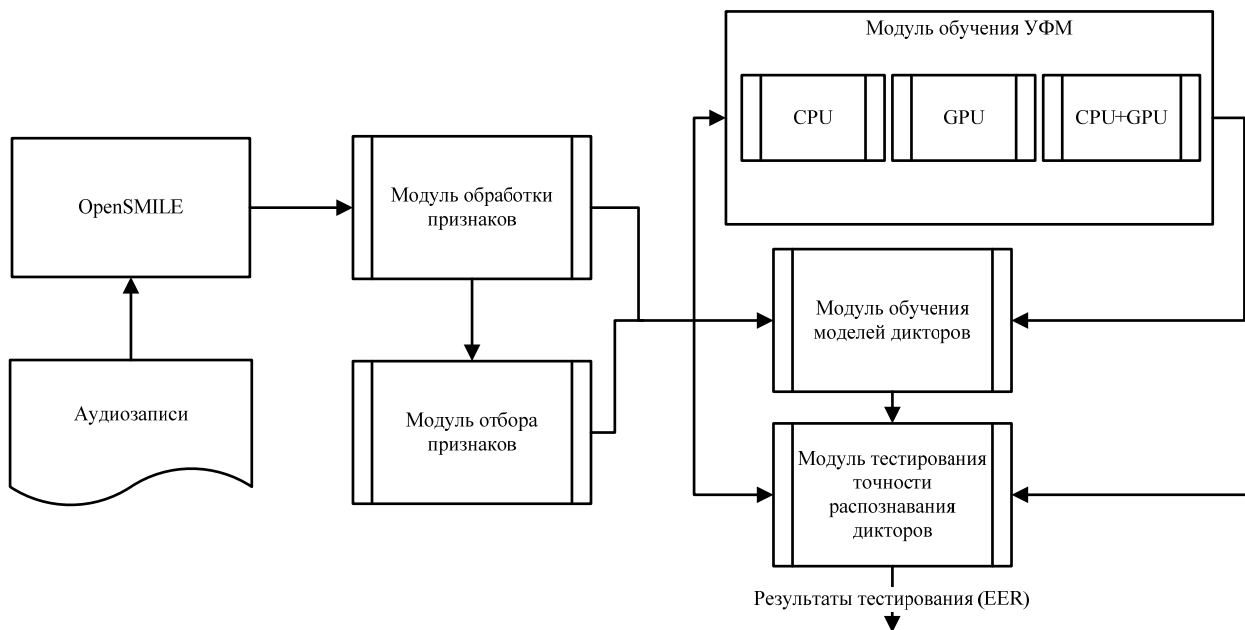 Модуль обучения УФМ
CPU
GPU
CPU+GPU
OpenSMILE
Модуль обработки
признаков
Модуль обучения
моделей дикторов
Аудиозаписи
Модуль отбора
признаков
Модуль тестирования
точности
распознавания
дикторов
Результаты тестирования (EER)